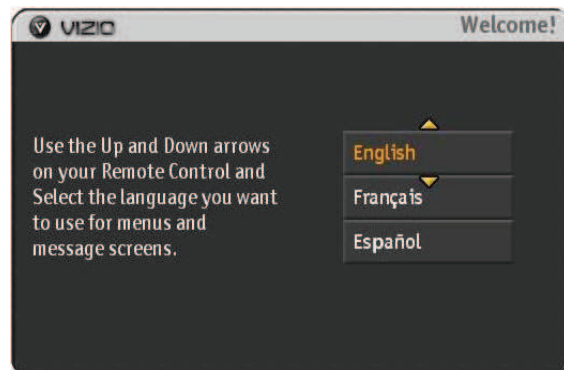 VIZIO
Welcome!
Use the Up and Down arrows
on your Remote Control and
Select the language you want
to use for menus and
message screens.
English
Français
Español